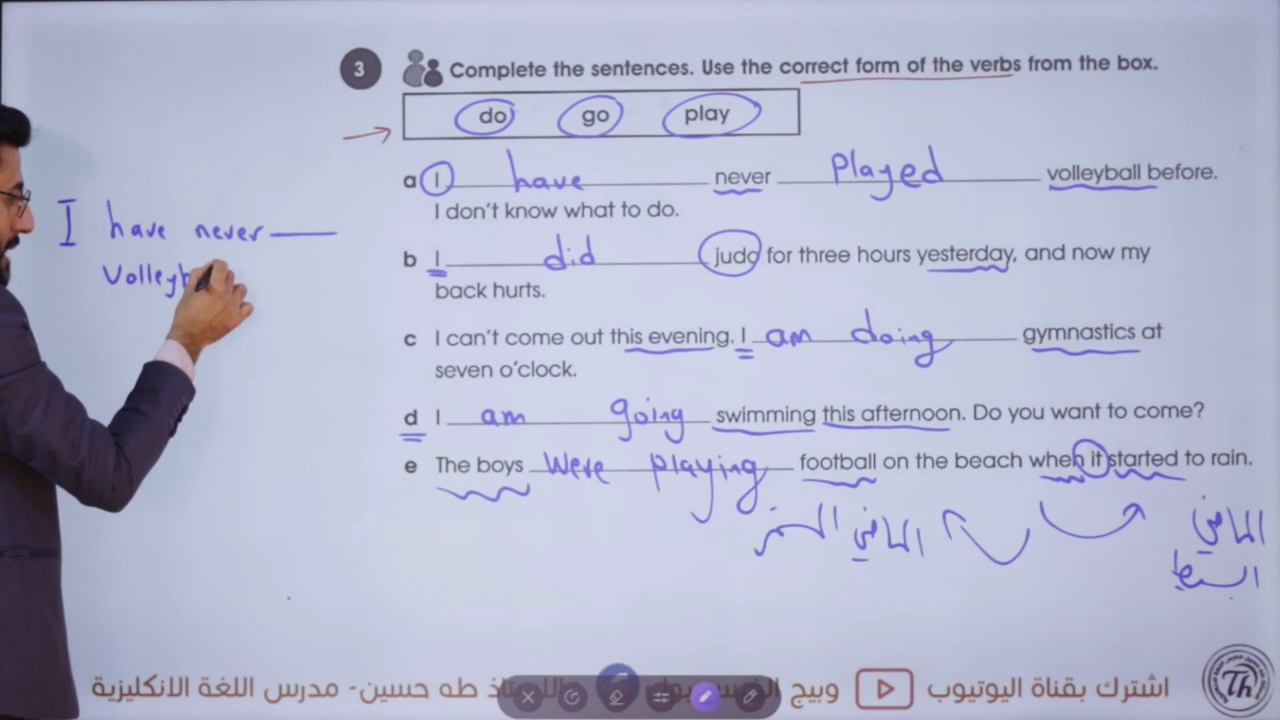 3 Complete the sentences. Use the correct form of the verbs from the box.
do go play
a I have never played volleyball before.
I don't know what to do.
b I did judo for three hours yesterday, and now my
back hurts.
c I can't come out this evening. I am doing gymnastics at
seven o'clock.
d I am going swimming this afternoon. Do you want to come?
e The boys were playing football on the beach when it started to rain.
I have never
Volleyb
الماضي المستمر
الماضي
البسيط
اشترك بقناة اليوتيوب وبيج طه حسين- مدرس اللغة الانكليزية
Th